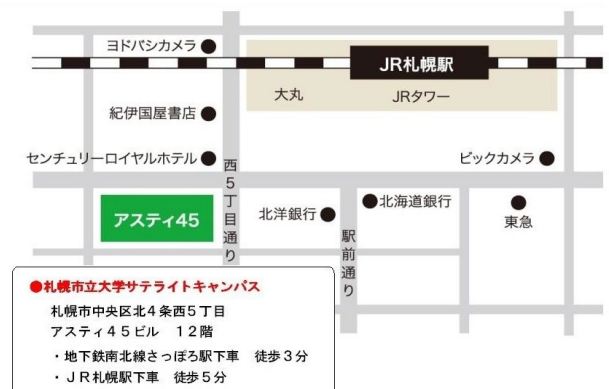 ヨドバシカメラ
JR札幌駅
大丸
JRタワー
紀伊国屋書店
センチュリーロイヤルホテル
ビックカメラ
西5丁目通り
アスティ45
北洋銀行
北海道銀行
東急
駅前通り
●札幌市立大学サテライトキャンパス
札幌市中央区北4条西5丁目
アスティ45ビル 12階
・地下鉄南北線さっぽろ駅下車 徒歩3分
・JR札幌駅下車 徒歩5分